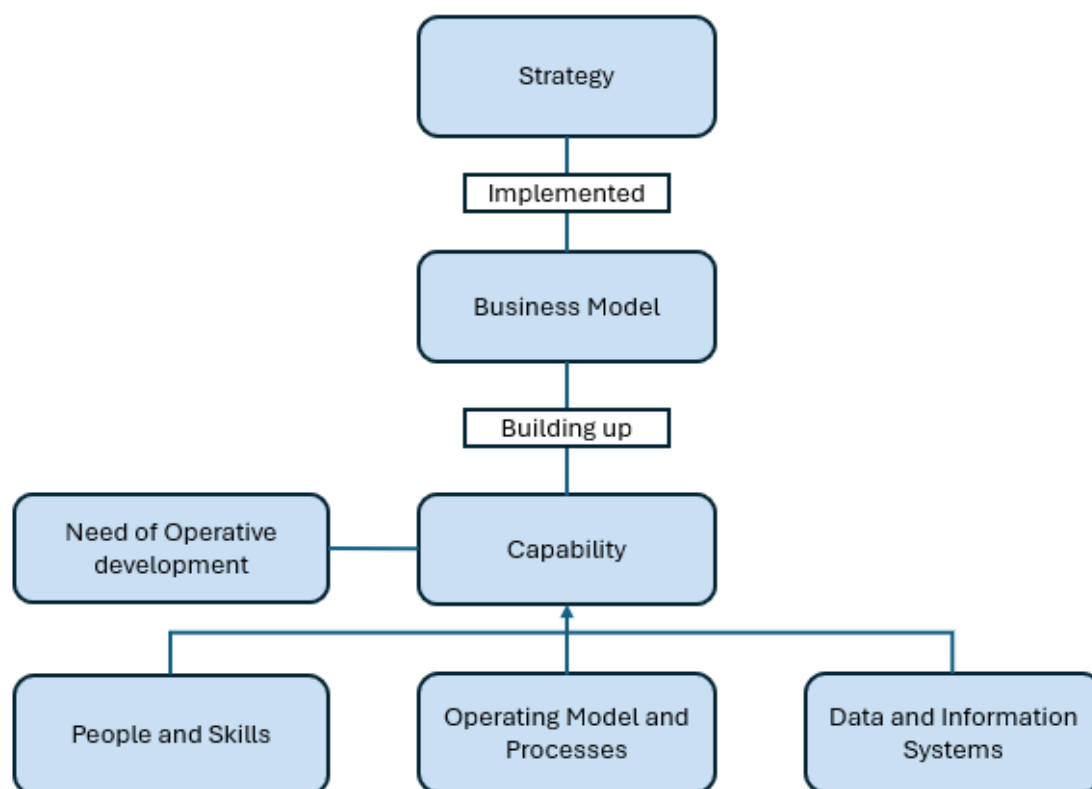 Strategy
Implemented
Business Model
Building up
Need of Operative
development
Capability
People and Skills
Operating Model and
Processes
Data and Information
Systems